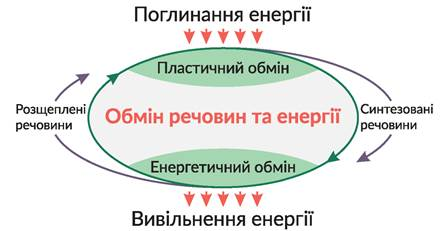 Поглинання енергії
Пластичний обмін
Розщеплені
речовини
Обмін речовин та енергії
Синтезовані
речовини
Енергетичний обмін
Вивільнення енергії